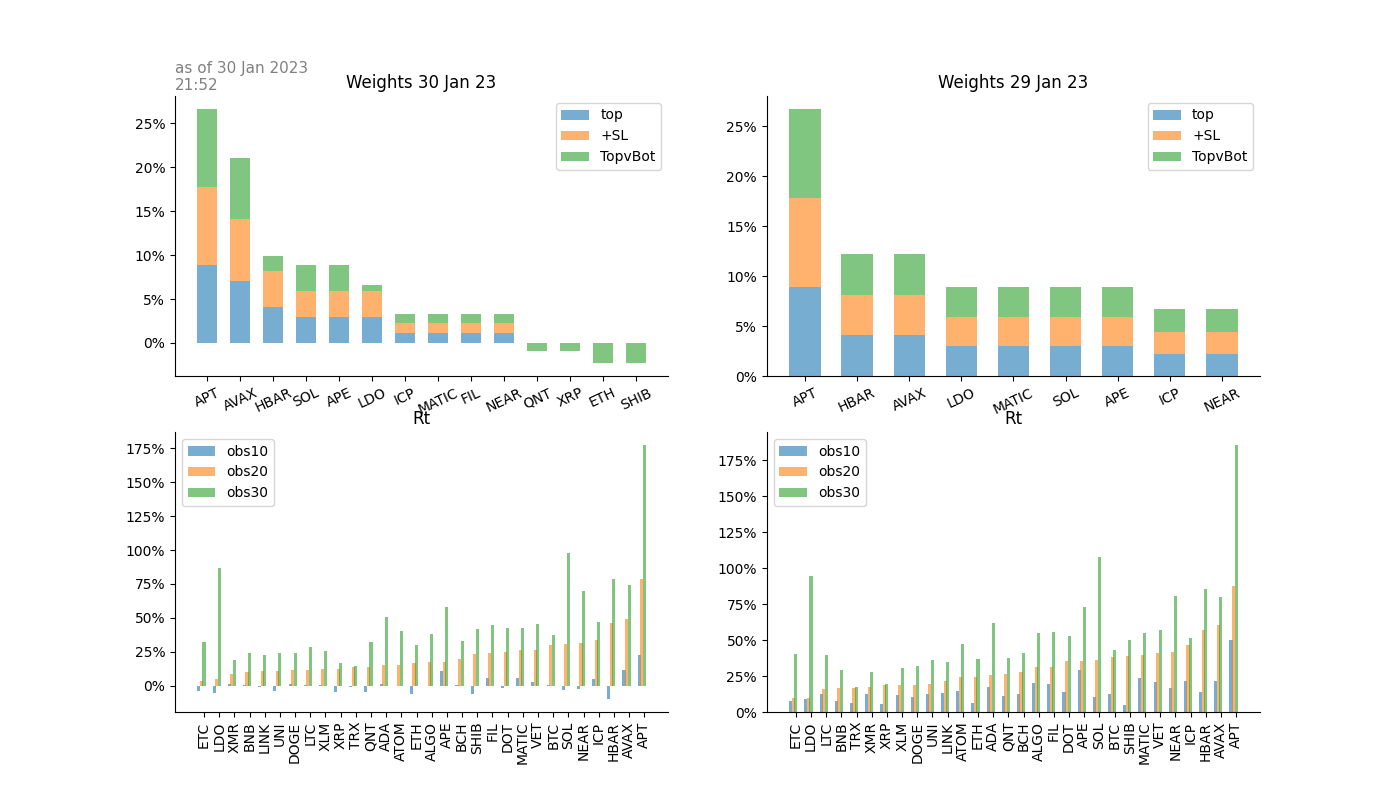 as of 30 Jan 2023
21:52
Weights 30 Jan 23
top
+SL
TopvBot
25%
20%
15%
10%
5%
0%
APT AVAX HBAR SOL APE LDO ICP MATIC FIL NEAR QNT XRP ETH SHIB
Weights 29 Jan 23
top
+SL
TopvBot
25%
20%
15%
10%
5%
0%
APT HBAR AVAX LDO MATIC SOL APE ICP NEAR
Rt
obs10
obs20
obs30
175%
150%
125%
100%
75%
50%
25%
0%
ETC LDO XMR BNB LINK UNI DOGE LTC XLM XRP TRX QNT ADA ATOM ETH ALGO APE BCH SHIB FIL DOT MATIC VET BTC SOL NEAR ICP HBAR AVAX APT
Rt
obs10
obs20
obs30
175%
150%
125%
100%
75%
50%
25%
0%
ETC LDO LTC BNB TRX XMR XRP XLM DOGE UNI LINK ATOM ETH ADA QNT BCH ALGO FIL DOT APE SOL BTC SHIB MATIC VET NEAR ICP HBAR AVAX APT